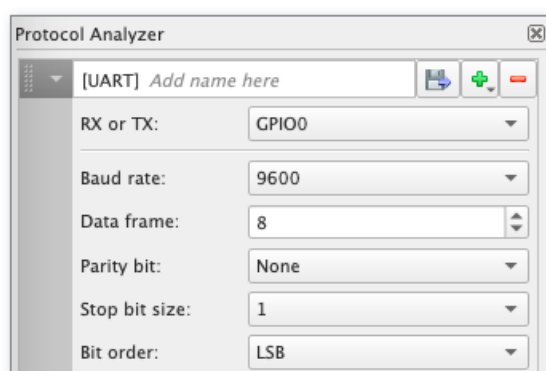 Protocol Analyzer
[UART] Add name here
RX or TX: GPIO0
Baud rate: 9600
Data frame: 8
Parity bit: None
Stop bit size: 1
Bit order: LSB